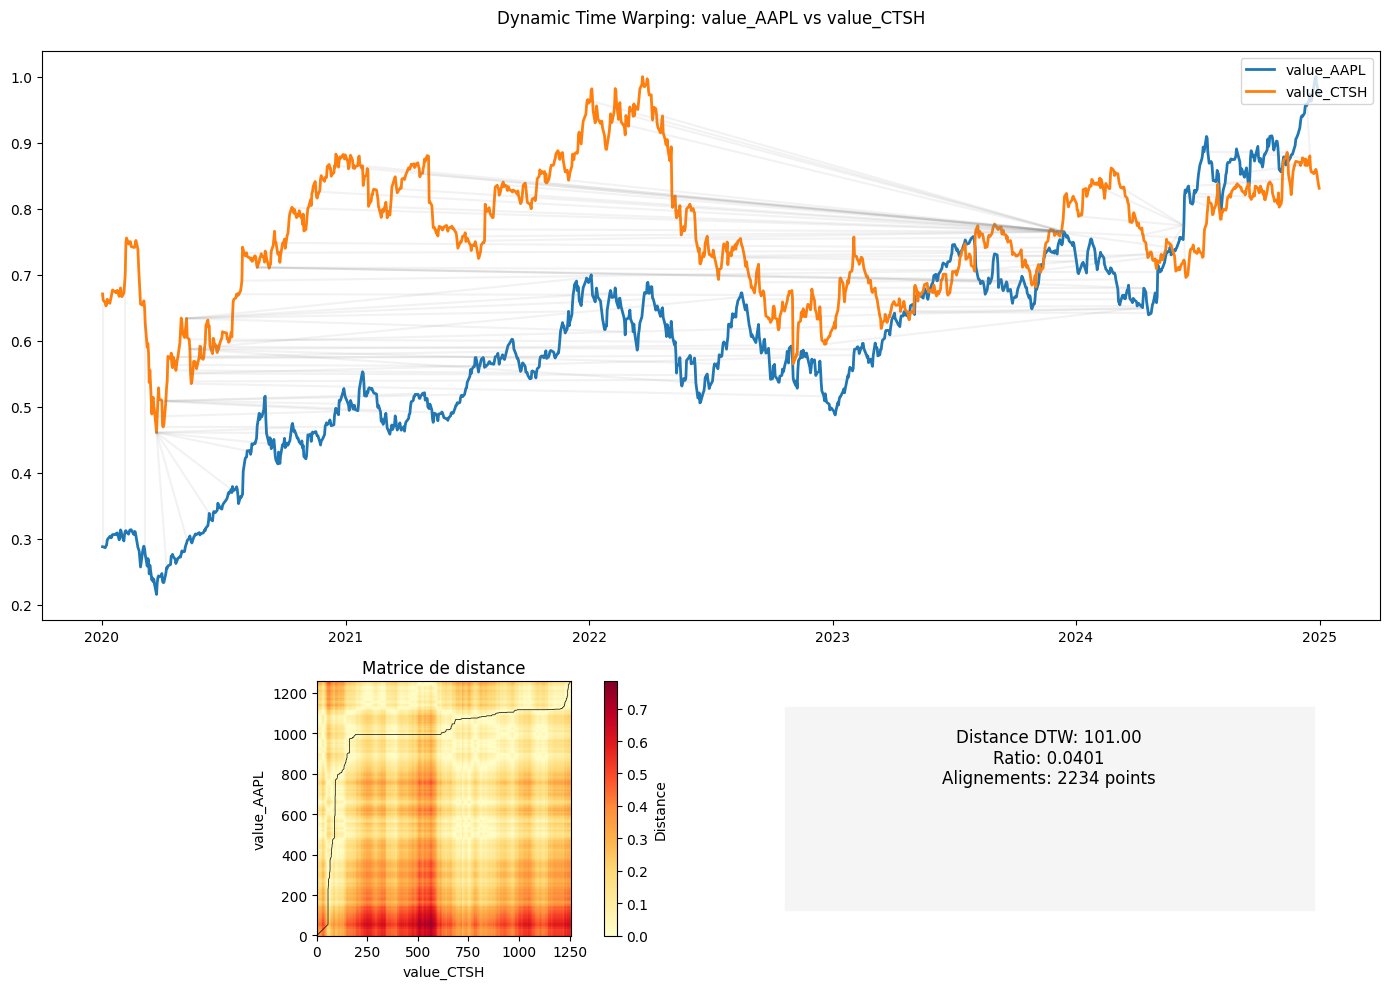 Dynamic Time Warping: value_AAPL vs value_CTSH
value_AAPL
value_CTSH
1.0
0.9
0.8
0.7
0.6
0.5
0.4
0.3
0.2
2020 2021 2022 2023 2024 2025
Matrice de distance
value_AAPL
1200
1000
800
600
400
200
0
0 250 500 750 1000 1250
value_CTSH
0.7
0.6
0.5
0.4
0.3
0.2
0.1
0.0
Distance
Distance DTW: 101.00
Ratio: 0.0401
Alignements: 2234 points